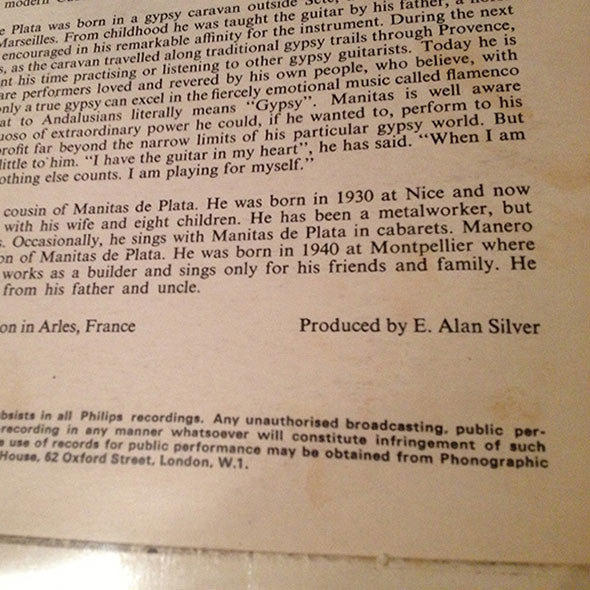 modern
e Plata was born in a gypsy caravan outside Sète,
Marseilles. From childhood he was taught the guitar by his father, a
encouraged in his remarkable affinity for the instrument. During the next
s, as the caravan travelled along traditional gypsy trails through Provence,
nt his time practising or listening to other gypsy guitarists. Today he is
are performers loved and revered by his own people, who believe, with
only a true gypsy can excel in the fiercely emotional music called flamenco
at to Andalusians literally means "Gypsy". Manitas is well aware
uoso of extraordinary power he could, if he wanted to, perform to his
profit far beyond the narrow limits of his particular gypsy world. But
little to him. "I have the guitar in my heart", he has said. "When I am
othing else counts. I am playing for myself."
cousin of Manitas de Plata. He was born in 1930 at Nice and now
with his wife and eight children. He has been a metalworker, but
s. Occasionally, he sings with Manitas de Plata in cabarets. Manero
on of Manitas de Plata. He was born in 1940 at Montpellier where
works as a builder and sings only for his friends and family. He
from his father and uncle.
on in Arles, France Produced by E. Alan Silver
bsists in all Philips recordings. Any unauthorised broadcasting, public per-
-recording in any manner whatsoever will constitute infringement of such
e use of records for public performance may be obtained from Phonographic
House, 62 Oxford Street, London, W.1.